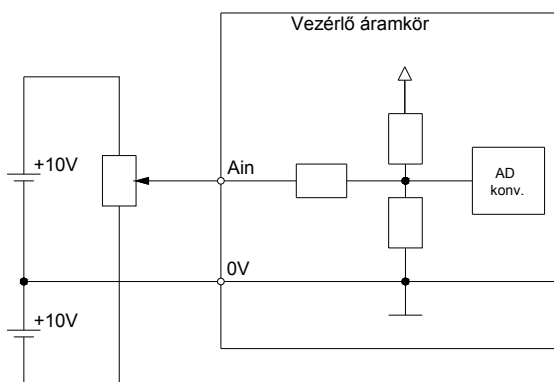 Vezérlő áramkör
+10V
Ain
AD
konv.
0V
+10V